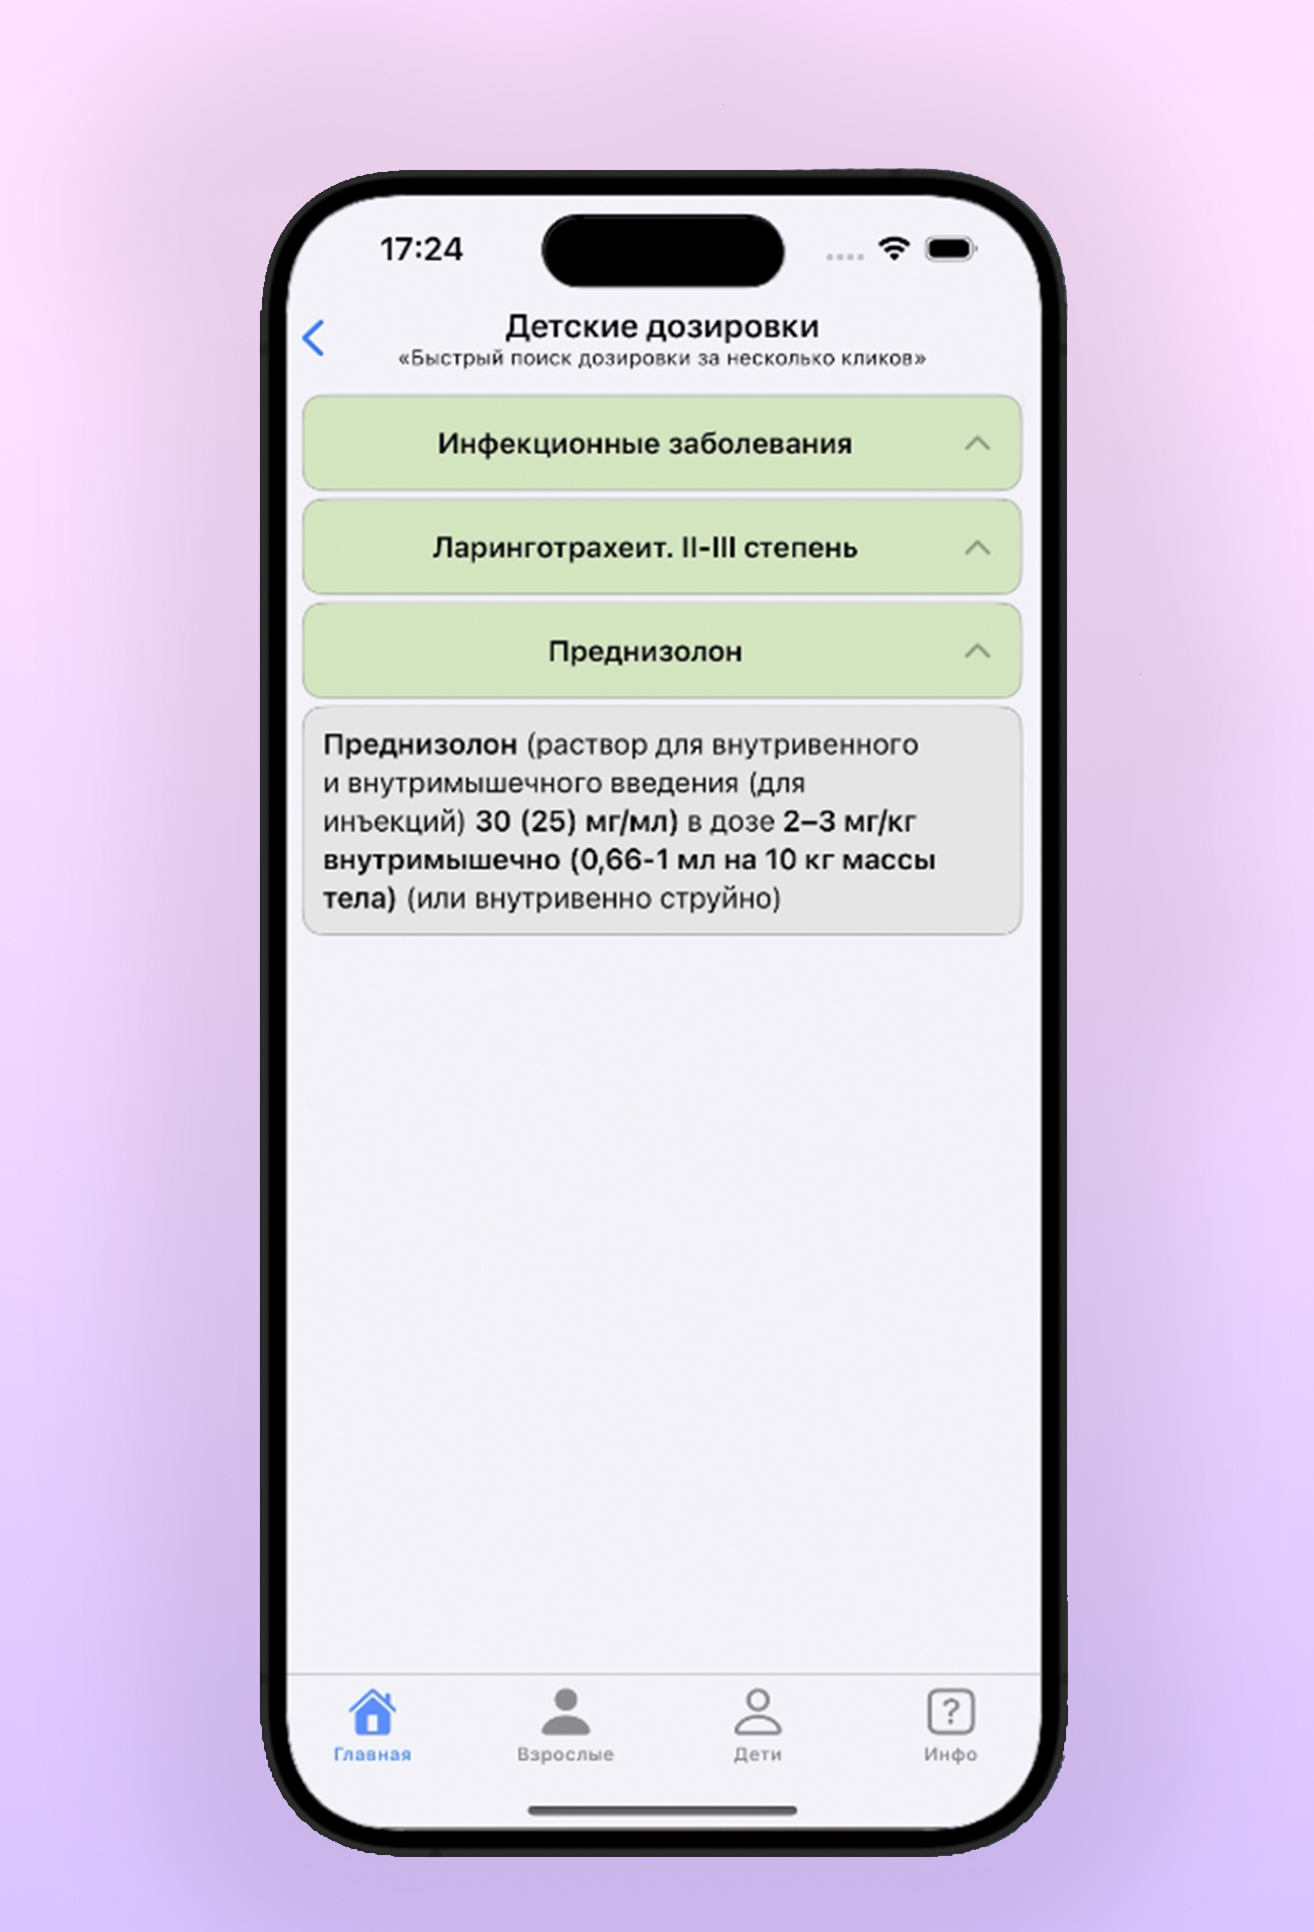 17:24
Детские дозировки
«Быстрый поиск дозировки за несколько кликов»
Инфекционные заболевания
Ларинготрахеит. II-III степень
Преднизолон
Преднизолон (раствор для внутривенного
и внутримышечного введения (для
инъекций) 30 (25) мг/мл) в дозе 2–3 мг/кг
внутримышечно (0,66-1 мл на 10 кг массы
тела) (или внутривенно струйно)
Главная
Взрослые
Дети
?
Инфо